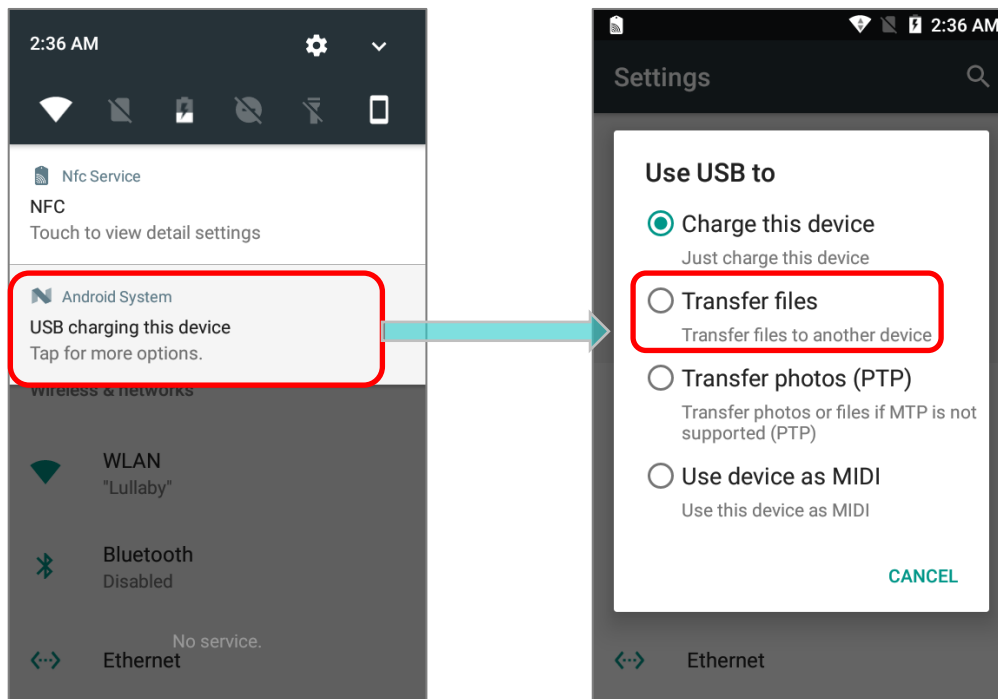 2:36 AM
Nfc Service
NFC
Touch to view detail settings
Android System
USB charging this device
Tap for more options.
Wireless & networks
WLAN
"Lullaby"
Bluetooth
Disabled
No service.
Ethernet
2:36 AM
Settings
Use USB to
Charge this device
Just charge this device
Transfer files
Transfer files to another device
Transfer photos (PTP)
Transfer photos or files if MTP is not
supported (PTP)
Use device as MIDI
Use this device as MIDI
CANCEL
Ethernet